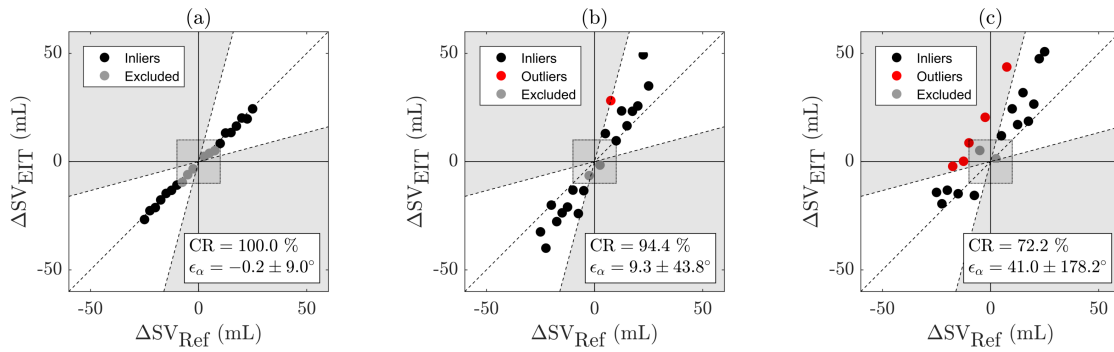 (a)
50
0
-50
ΔSV_EIT (mL)
Inliers
Excluded
CR = 100.0 %
ϵ_α = −0.2 ± 9.0°
-50
0
50
ΔSV_Ref (mL)
(b)
50
0
-50
ΔSV_EIT (mL)
Inliers
Outliers
Excluded
CR = 94.4 %
ϵ_α = 9.3 ± 43.8°
-50
0
50
ΔSV_Ref (mL)
(c)
50
0
-50
ΔSV_EIT (mL)
Inliers
Outliers
Excluded
CR = 72.2 %
ϵ_α = 41.0 ± 178.2°
-50
0
50
ΔSV_Ref (mL)